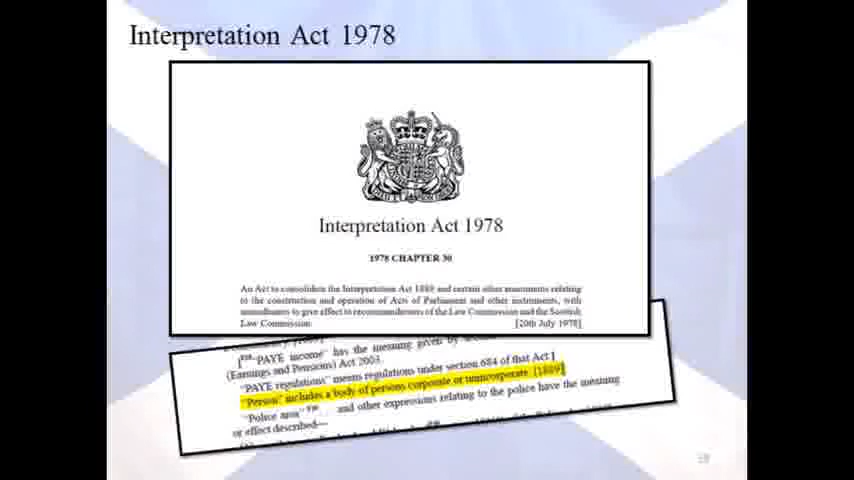 Interpretation Act 1978
Interpretation Act 1978
1978 CHAPTER 30
An Act to consolidate the Interpretation Act 1889 and certain other enactments relating
to the construction and operation of Acts of Parliament and other instruments, with
amendments to give effect to recommendations of the Law Commission and the Scottish
Law Commission. [20th July 1978]
"PAYE income" has the meaning given by
(Earnings and Pensions) Act 2003.
"PAYE regulations" means regulations under section 684 of that Act]
"Person" includes a body of persons corporate or unincorporate. [1889]
"Police area" . . . and other expressions relating to the police have the meaning
or effect described—